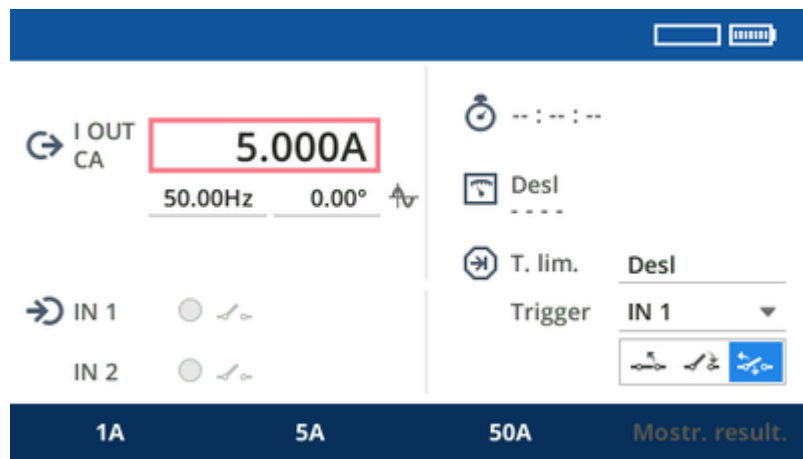 I OUT
CA
5.000A
50.00Hz
0.00°
-- : -- : --
Desl
- - - -
T. lim.
Desl
IN 1
Trigger
IN 1
IN 2
1A
5A
50A
Mostr. result.